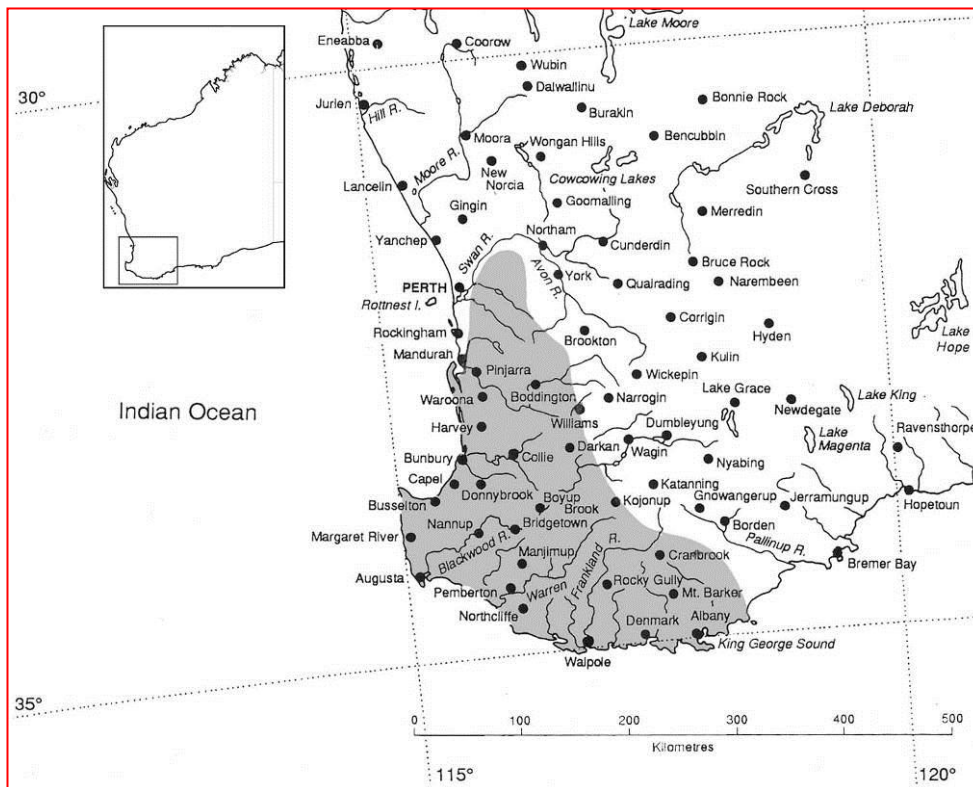 Lake Moore
Eneabba
Coorow
Wubin
Dalwallinu
30°
Jurien
Hill R.
Burakin
Bonnie Rock
Lake Deborah
Moora
Wongan Hills
Bencubbin
Moore R.
New
Norcia
Lancelin
Cowcowing Lakes
Southern Cross
Gingin
Goomalling
Merredin
Yanchep
Swan R.
Northam
Cunderdin
Avon R.
York
Bruce Rock
PERTH
Quairading
Narembeen
Rottnest I.
Corrigin
Hyden
Lake
Hope
Rockingham
Brookton
Mandurah
Kulin
Pinjarra
Wickepin
Lake Grace
Lake King
Waroona
Boddington
Narrogin
Newdegate
Indian Ocean
Williams
Dumbleyung
Ravensthorpe
Harvey
Darkan
Wagin
Lake
Magenta
Bunbury
Collie
Nyabing
Capel
Donnybrook
Katanning
Boyup
Brook
Kojonup
Gnowangerup
Jerramungup
Hopetoun
Busselton
Nannup
Bridgetown
Borden
Margaret River
Blackwood R.
Frankland R.
Pallinup R.
Manjimup
Cranbrook
Bremer Bay
Augusta
Pemberton
Warren
Rocky Gully
Mt. Barker
Northcliffe
Denmark
Albany
King George Sound
Walpole
35°
0 100 200 300 400 500
Kilometres
115°
120°